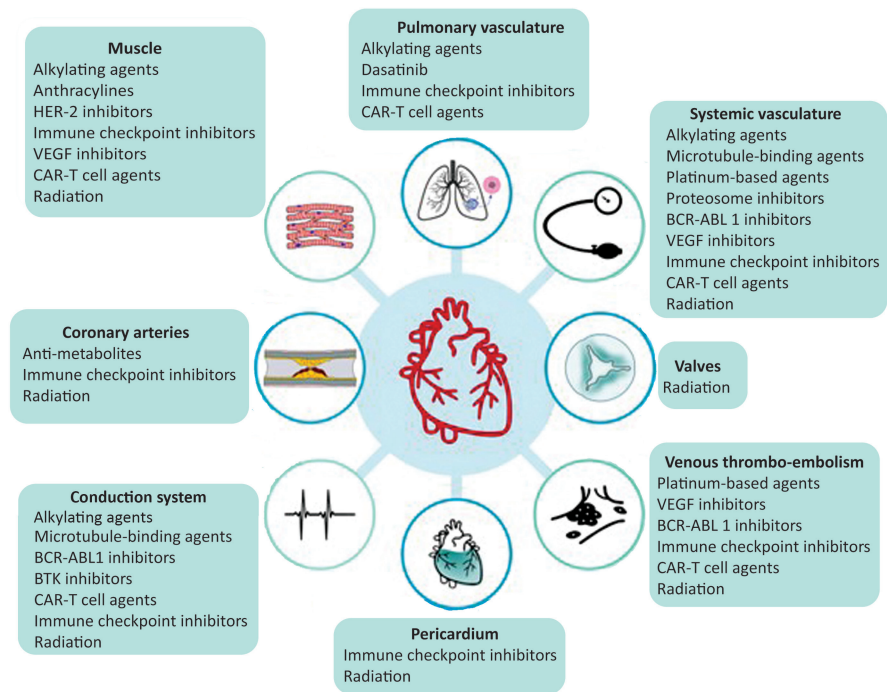 Muscle
Alkylating agents
Anthracylines
HER-2 inhibitors
Immune checkpoint inhibitors
VEGF inhibitors
CAR-T cell agents
Radiation
Pulmonary vasculature
Alkylating agents
Dasatinib
Immune checkpoint inhibitors
CAR-T cell agents
Systemic vasculature
Alkylating agents
Microtubule-binding agents
Platinum-based agents
Proteosome inhibitors
BCR-ABL 1 inhibitors
VEGF inhibitors
Immune checkpoint inhibitors
CAR-T cell agents
Radiation
Coronary arteries
Anti-metabolites
Immune checkpoint inhibitors
Radiation
Valves
Radiation
Conduction system
Alkylating agents
Microtubule-binding agents
BCR-ABL1 inhibitors
BTK inhibitors
CAR-T cell agents
Immune checkpoint inhibitors
Radiation
Pericardium
Immune checkpoint inhibitors
Radiation
Venous thrombo-embolism
Platinum-based agents
VEGF inhibitors
BCR-ABL 1 inhibitors
Immune checkpoint inhibitors
CAR-T cell agents
Radiation